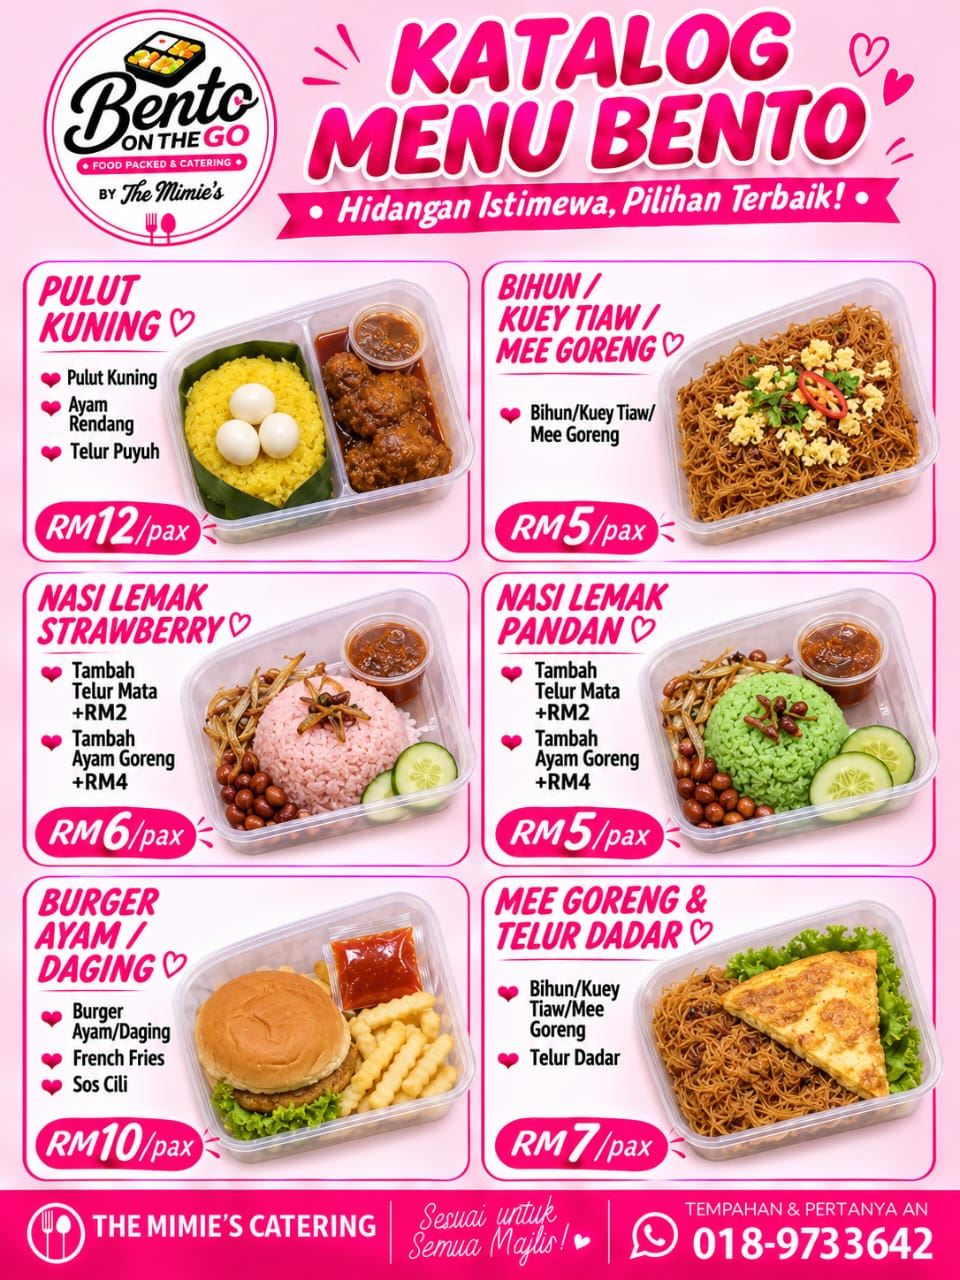 Bento
ON THE GO
• FOOD PACKED & CATERING •
BY The Mimie's
KATALOG
MENU BENTO
• Hidangan Istimewa, Pilihan Terbaik! •
PULUT
KUNING
Pulut Kuning
Ayam
Rendang
Telur Puyuh
RM12/pax
BIHUN /
KUEY TIAW /
MEE GORENG
Bihun/Kuey Tiaw/
Mee Goreng
RM5/pax
NASI LEMAK
STRAWBERRY
Tambah
Telur Mata
+RM2
Tambah
Ayam Goreng
+RM4
RM6/pax
NASI LEMAK
PANDAN
Tambah
Telur Mata
+RM2
Tambah
Ayam Goreng
+RM4
RM5/pax
BURGER
AYAM /
DAGING
Burger
Ayam/Daging
French Fries
Sos Cili
RM10/pax
MEE GORENG &
TELUR DADAR
Bihun/Kuey
Tiaw/Mee
Goreng
Telur Dadar
RM7/pax
THE MIMIE'S CATERING
Sesuai untuk
Semua Majlis!
TEMPAHAN & PERTANYA AN
018-9733642